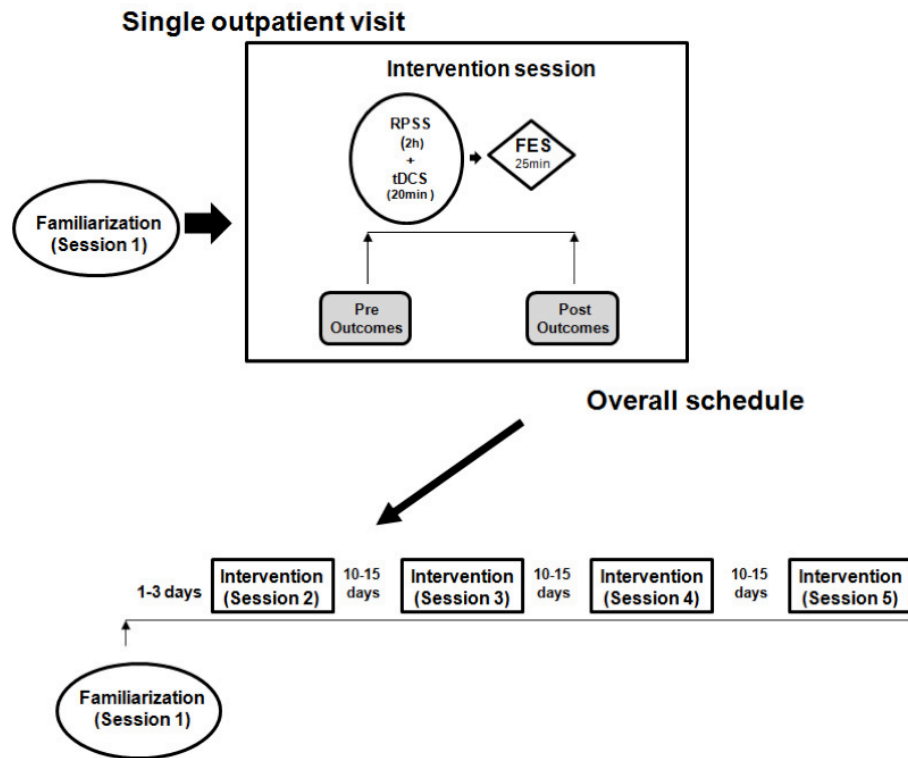 Single outpatient visit
Intervention session
RPSS
(2h)
+
tDCS
(20min)
FES
25min
Familiarization
(Session 1)
Pre
Outcomes
Post
Outcomes
Overall schedule
1-3 days
Intervention
(Session 2)
10-15
days
Intervention
(Session 3)
10-15
days
Intervention
(Session 4)
10-15
days
Intervention
(Session 5)
Familiarization
(Session 1)